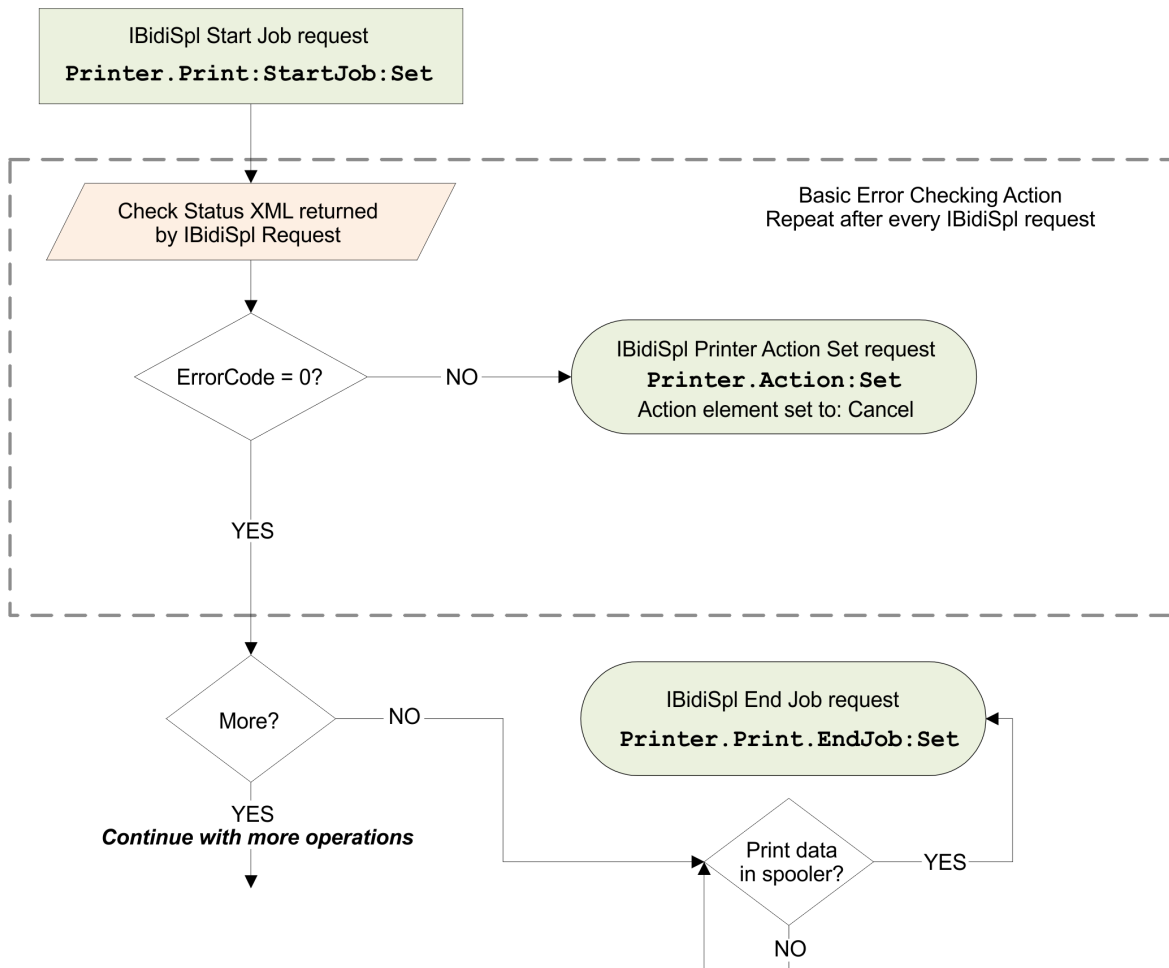 IBidiSpl Start Job request
Printer.Print:StartJob:Set
Check Status XML returned
by IBidiSpl Request
Basic Error Checking Action
Repeat after every IBidiSpl request
ErrorCode = 0?
NO
IBidiSpl Printer Action Set request
Printer.Action:Set
Action element set to: Cancel
YES
More?
NO
IBidiSpl End Job request
Printer.Print.EndJob:Set
YES
Continue with more operations
Print data
in spooler?
YES
NO